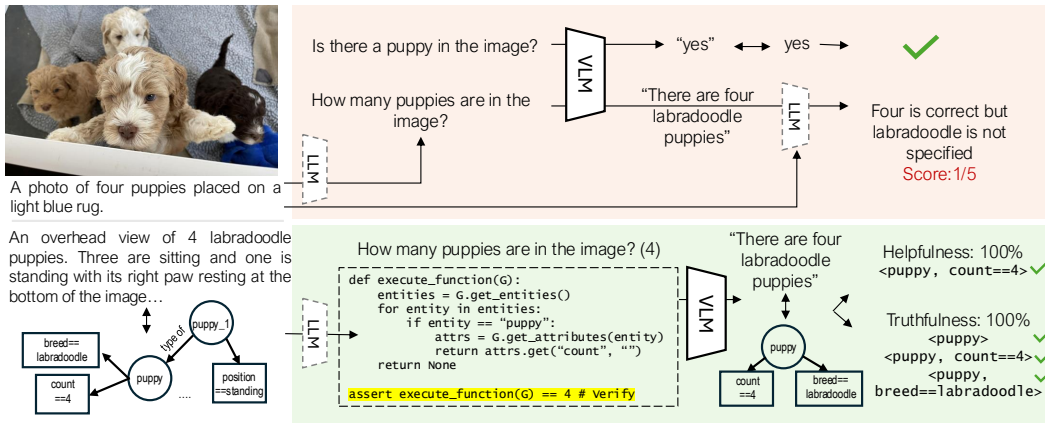 Is there a puppy in the image?
VLM
“yes”
yes
How many puppies are in the
image?
“There are four
labradoodle
puppies”
LLM
LLM
Four is correct but
labradoodle is not
specified
Score:1/5
A photo of four puppies placed on a
light blue rug.
An overhead view of 4 labradoodle
puppies. Three are sitting and one is
standing with its right paw resting at the
bottom of the image…
puppy_1
type of
breed==
labradoodle
puppy
count
==4
....
position
==standing
LLM
How many puppies are in the image? (4)
def execute_function(G):
entities = G.get_entities()
for entity in entities:
if entity == “puppy”:
attrs = G.get_attributes(entity)
return attrs.get(“count”, “”)
return None
assert execute_function(G) == 4 # Verify
VLM
“There are four
labradoodle
puppies”
puppy
count
==4
breed==
labradoodle
Helpfulness: 100%
<puppy, count==4>
Truthfulness: 100%
<puppy>
<puppy, count==4>
<puppy,
breed==labradoodle>